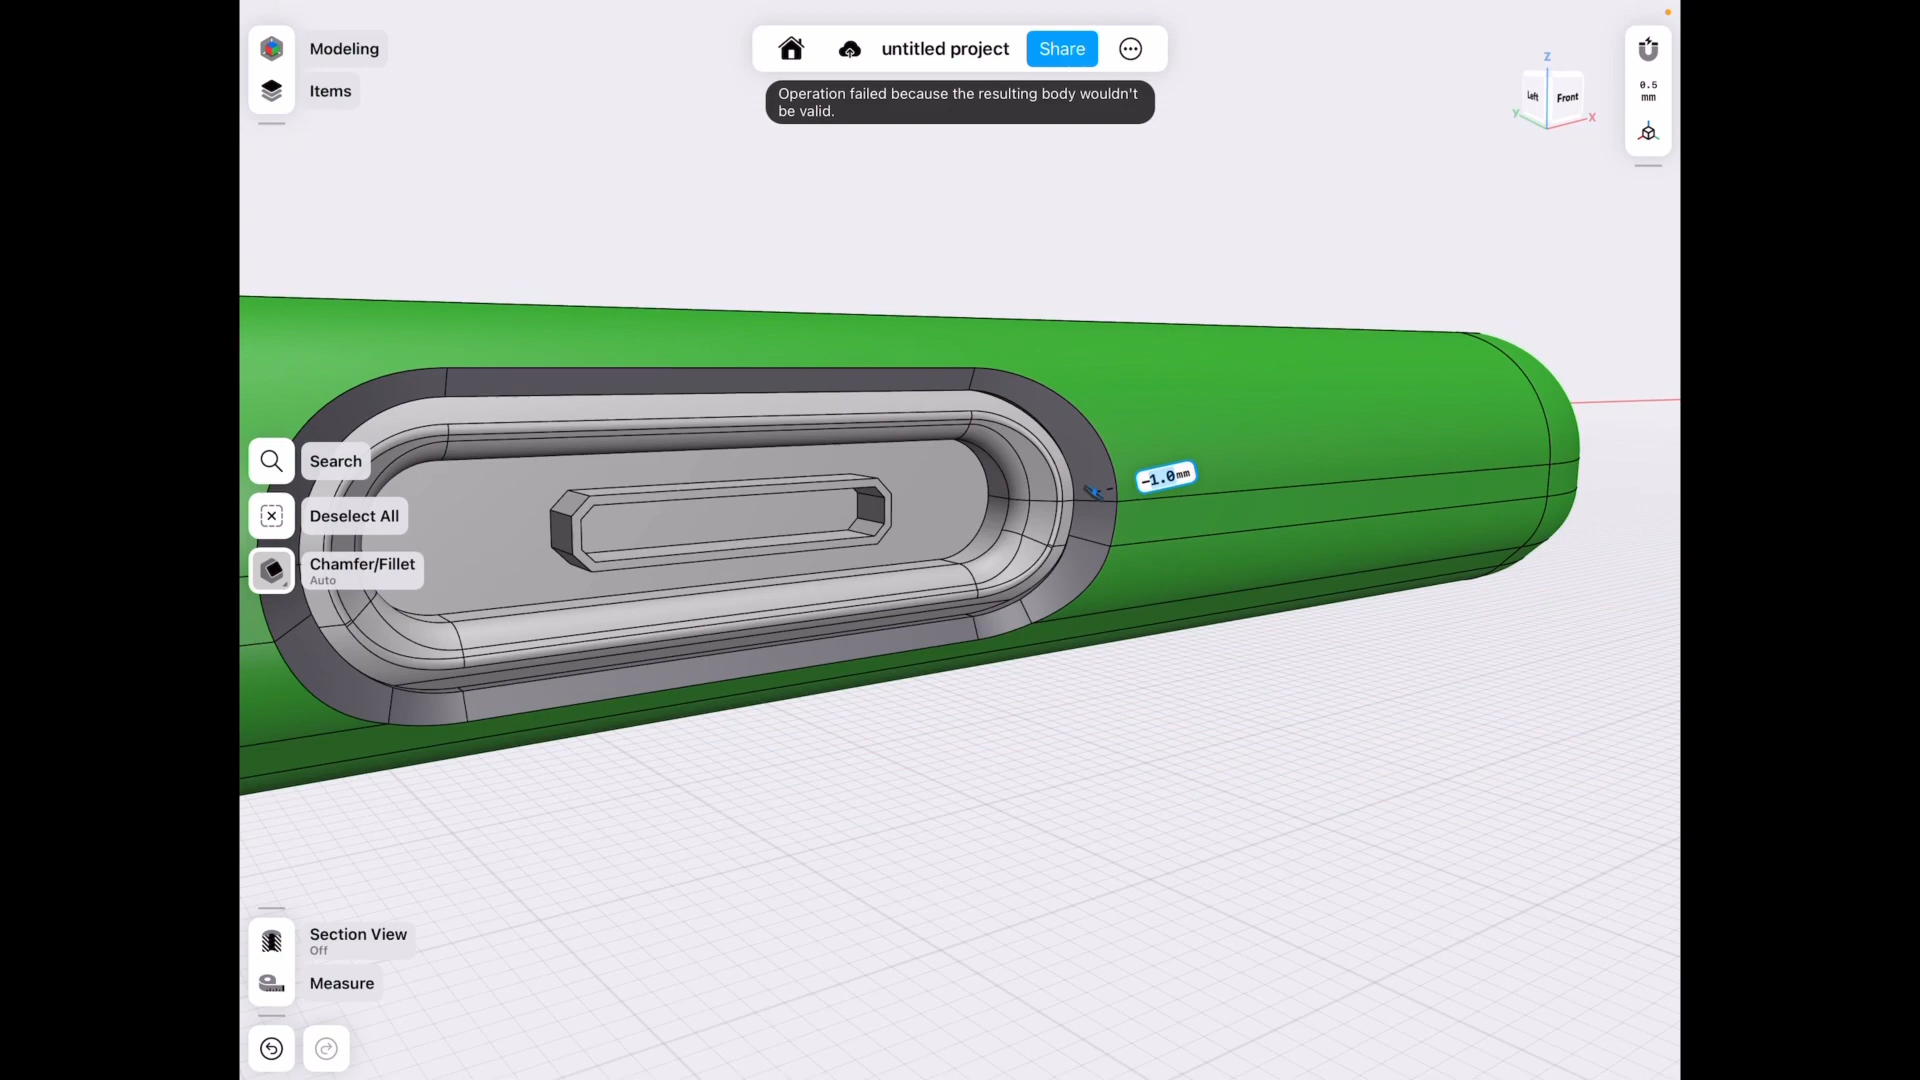 Modeling
Items
untitled project
Share
Operation failed because the resulting body wouldn't
be valid.
Z
Left
Front
Y
X
0.5
mm
−1.0mm
Search
Deselect All
Chamfer/Fillet
Auto
Section View
Off
Measure